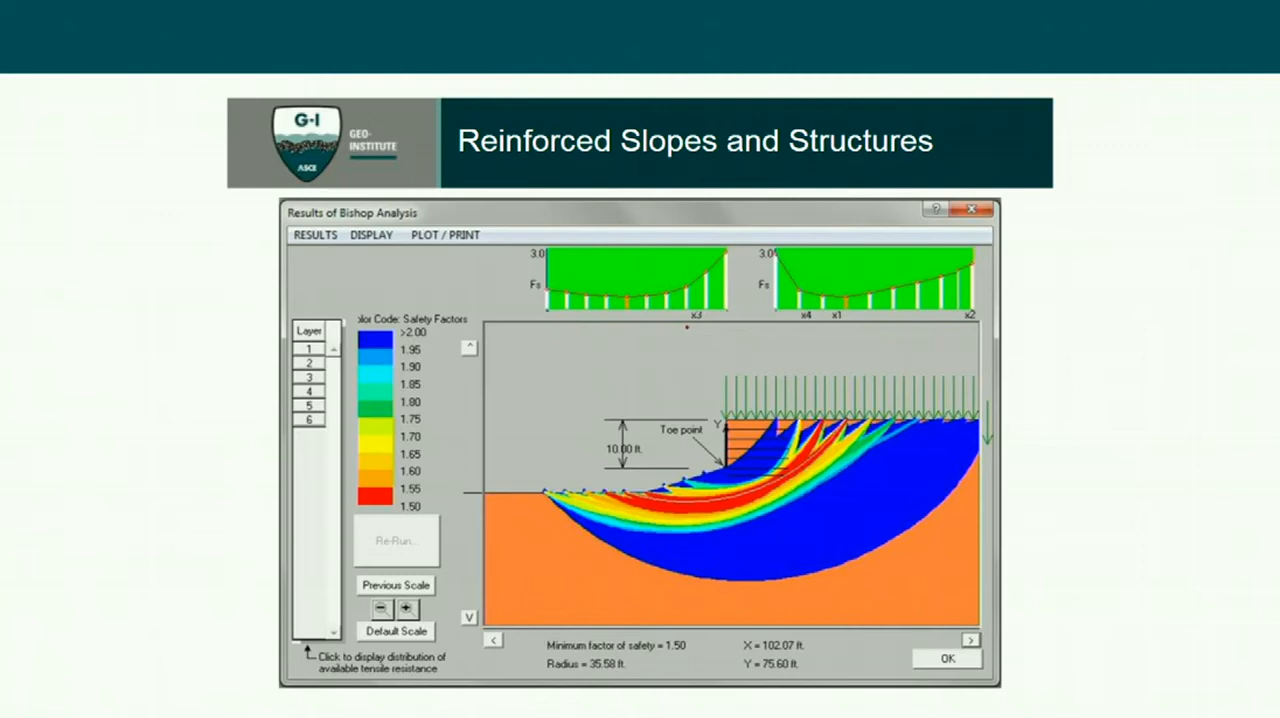 G-I
GEO-
INSTITUTE
ASCE
Reinforced Slopes and Structures
Results of Bishop Analysis
? x
RESULTS DISPLAY PLOT / PRINT
3.0
Fs
x3
3.0
Fs
x4 x1 x2
olor Code: Safety Factors
Layer
1
2
3
4
5
6
>2.00
1.95
1.90
1.85
1.80
1.75
1.70
1.65
1.60
1.55
1.50
^
Toe point
Y
10.00 ft.
Re-Run...
Previous Scale
Default Scale
V
< >
Minimum factor of safety = 1.50 X = 102.07 ft.
Radius = 35.58 ft. Y = 75.60 ft.
OK
Click to display distribution of
available tensile resistance